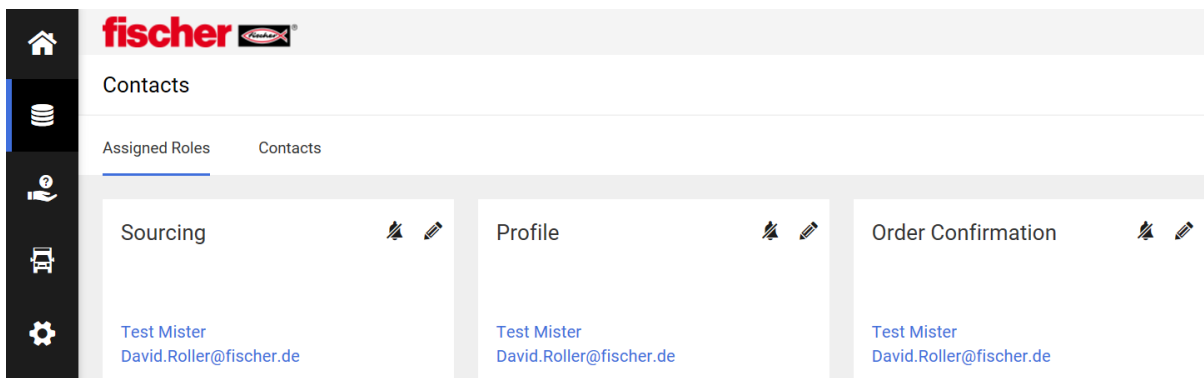 fischer fischer
Contacts
Assigned Roles Contacts
Sourcing Profile Order Confirmation
Test Mister Test Mister Test Mister
David.Roller@fischer.de David.Roller@fischer.de David.Roller@fischer.de